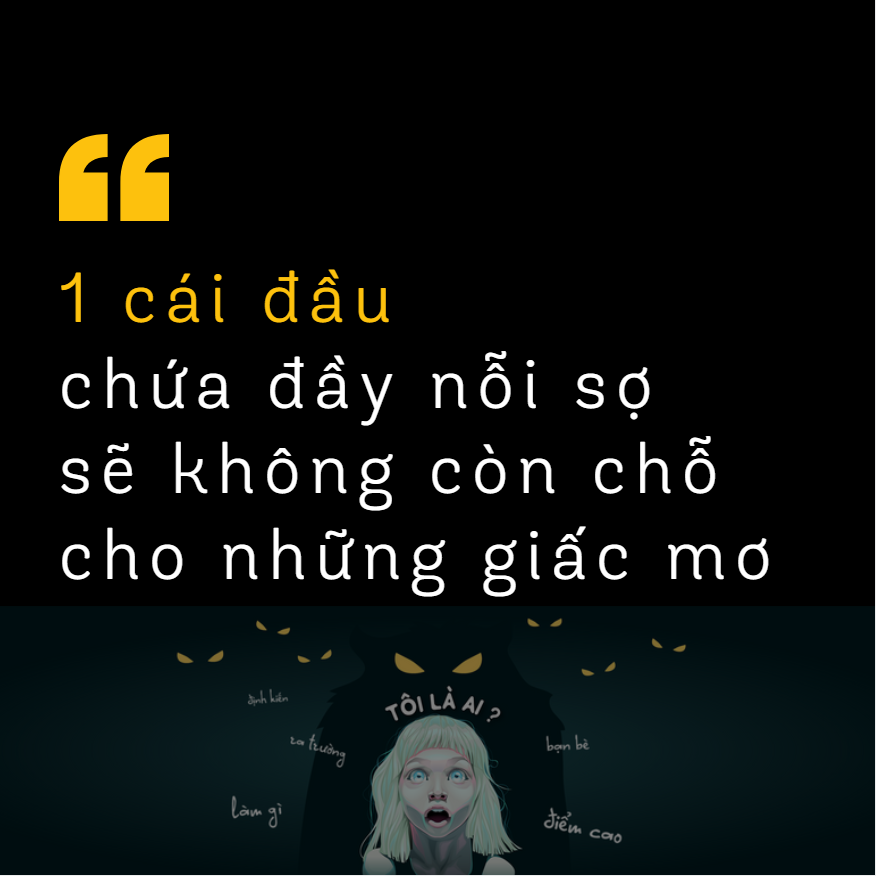 “
1 cái đầu
chứa đầy nỗi sợ
sẽ không còn chỗ
cho những giấc mơ
TÔI LÀ AI ?
định kiến
ra trường
bạn bè
làm gì
điểm cao